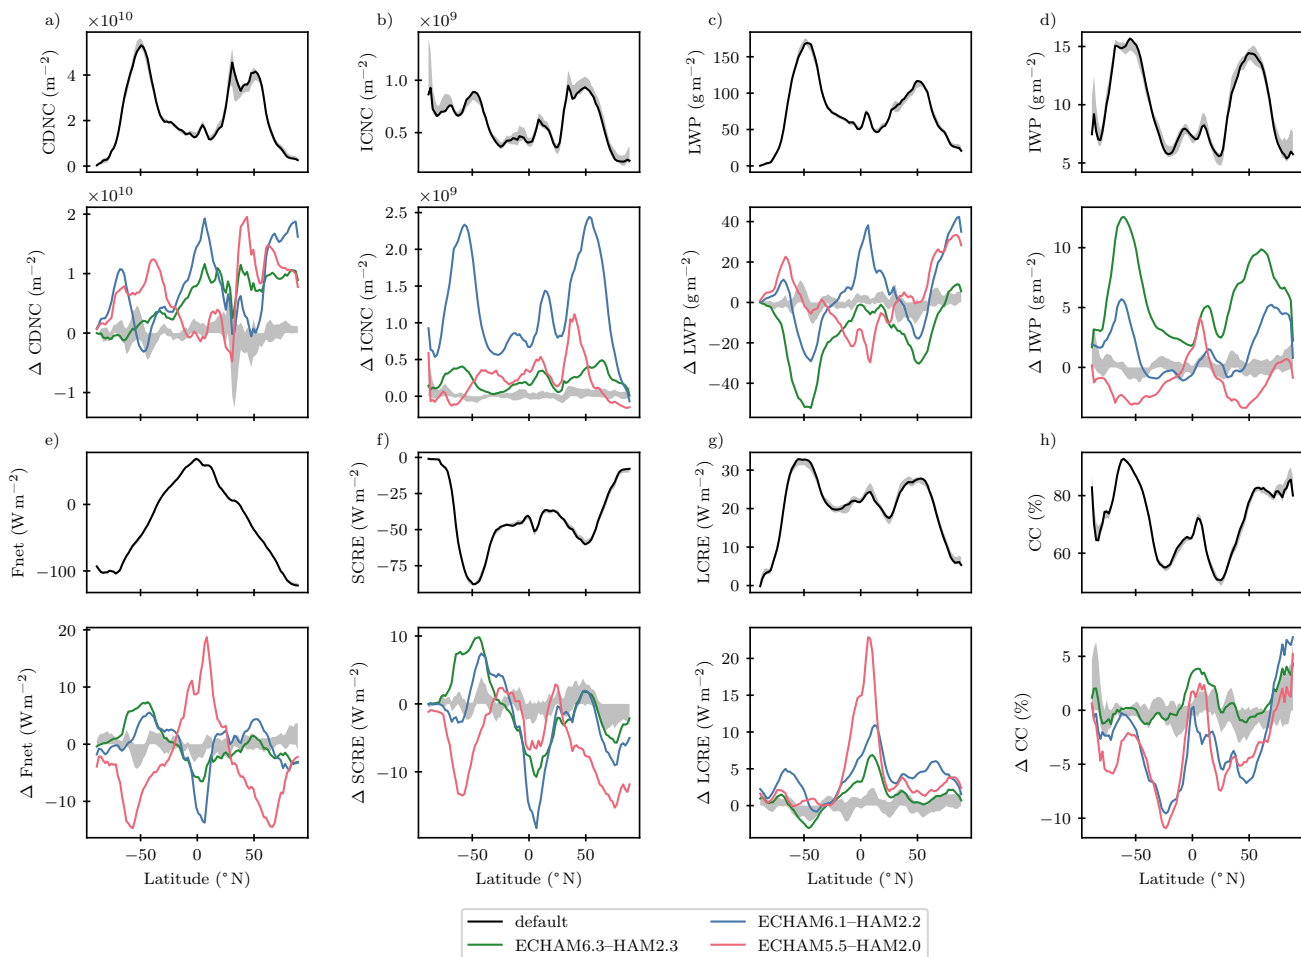 a)
×10^10
CDNC (m−2)
4
2
0
b)
×10^9
ICNC (m−2)
1.0
0.5
c)
LWP (g m−2)
150
100
50
0
d)
IWP (g m−2)
15
10
5
×10^10
Δ CDNC (m−2)
2
1
0
−1
×10^9
Δ ICNC (m−2)
2.5
2.0
1.5
1.0
0.5
0.0
Δ LWP (g m−2)
40
20
0
−20
−40
Δ IWP (g m−2)
10
5
0
e)
Fnet (W m−2)
0
−100
f)
SCRE (W m−2)
0
−25
−50
−75
g)
LCRE (W m−2)
30
20
10
0
h)
CC (%)
80
60
Δ Fnet (W m−2)
20
10
0
−10
−50 0 50
Latitude (°N)
Δ SCRE (W m−2)
10
0
−10
−50 0 50
Latitude (°N)
Δ LCRE (W m−2)
20
15
10
5
0
−50 0 50
Latitude (°N)
Δ CC (%)
5
0
−5
−10
−50 0 50
Latitude (°N)
default
ECHAM6.3–HAM2.3
ECHAM6.1–HAM2.2
ECHAM5.5–HAM2.0